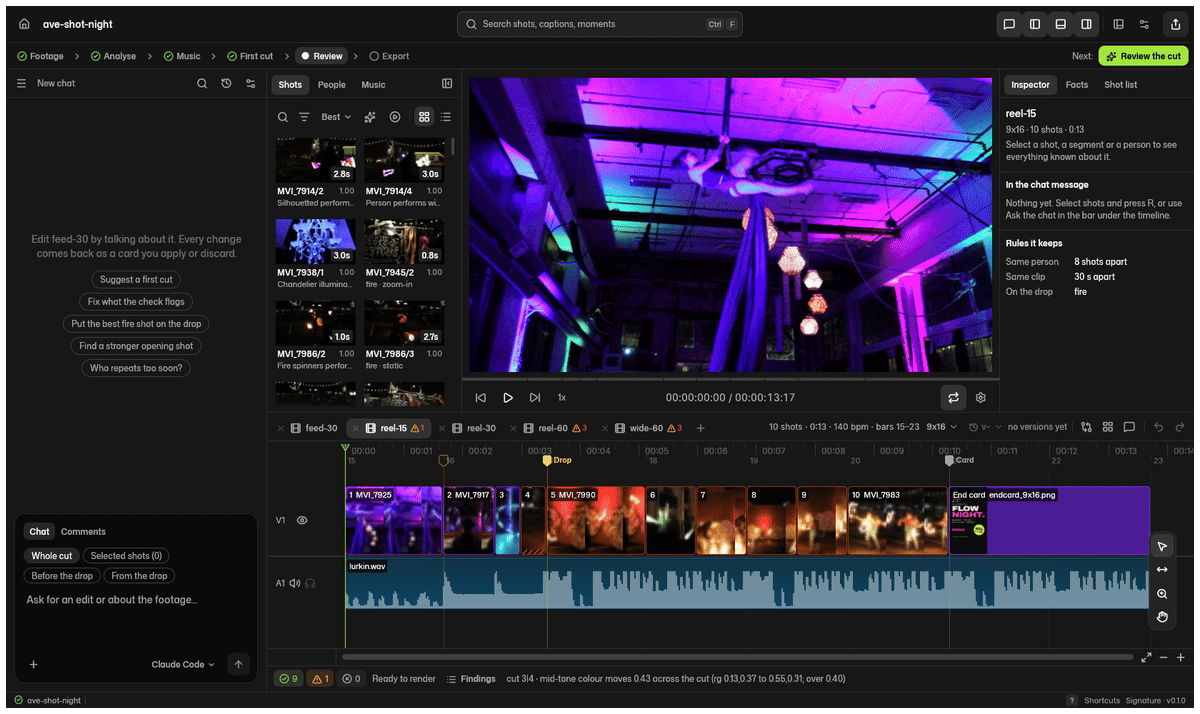 ave-shot-night
Search shots, captions, moments
Ctrl F
Footage
Analyse
Music
First cut
Review
Export
Next:
Review the cut
New chat
Edit feed-30 by talking about it. Every change
comes back as a card you apply or discard.
Suggest a first cut
Fix what the check flags
Put the best fire shot on the drop
Find a stronger opening shot
Who repeats too soon?
Chat
Comments
Whole cut
Selected shots (0)
Before the drop
From the drop
Ask for an edit or about the footage...
Claude Code
Shots
People
Music
Best
2.8s
3.0s
MVI_7914/2 1.00
MVI_7914/4 1.00
Silhouetted perform...
Person performs wi...
3.0s
0.8s
MVI_7938/1 1.00
MVI_7945/2 1.00
Chandelier illumina...
fire · zoom-in
1.0s
2.7s
MVI_7986/2 1.00
MVI_7986/3 1.00
Fire spinners perfor...
fire · static
1x
00:00:00:00 / 00:00:13:17
Inspector
Facts
Shot list
reel-15
9x16 · 10 shots · 0:13
Select a shot, a segment or a person to see
everything known about it.
In the chat message
Nothing yet. Select shots and press R, or use
Ask the chat in the bar under the timeline.
Rules it keeps
Same person 8 shots apart
Same clip 30 s apart
On the drop fire
feed-30
reel-15 1
reel-30
reel-60 3
wide-60 3
10 shots · 0:13 · 140 bpm · bars 15–23
9x16
v–
no versions yet
00:00 00:01 00:02 00:03 00:04 00:05 00:06 00:07 00:08 00:09 00:10 00:11 00:12 00:13 00:14
15 16 Drop 18 19 20 Card 22 23
V1
1 MVI_7925
2 MVI_7917
3
4
5 MVI_7990
6
7
8
9
10 MVI_7983
End card endcard_9x16.png
FLOW
NIGHT.
A1
lurkin.wav
9
1
0
Ready to render
Findings
cut 3|4 · mid-tone colour moves 0.43 across the cut (rg 0.13,0.37 to 0.55,0.31; over 0.40)
ave-shot-night
? Shortcuts Signature · v0.1.0